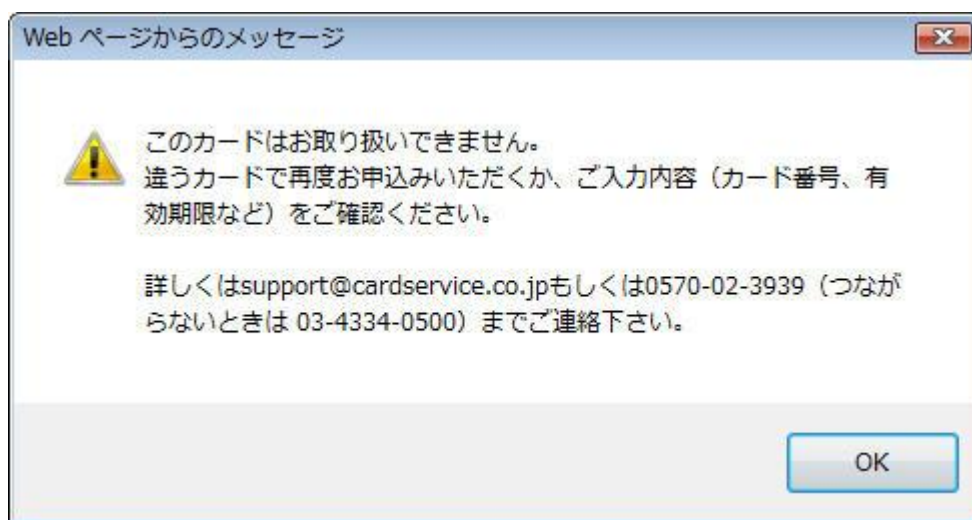 Web ページからのメッセージ
このカードはお取り扱いできません。
違うカードで再度お申込みいただくか、ご入力内容（カード番号、有
効期限など）をご確認ください。
詳しくはsupport@cardservice.co.jpもしくは0570-02-3939（つなが
らないときは 03-4334-0500）までご連絡下さい。
OK